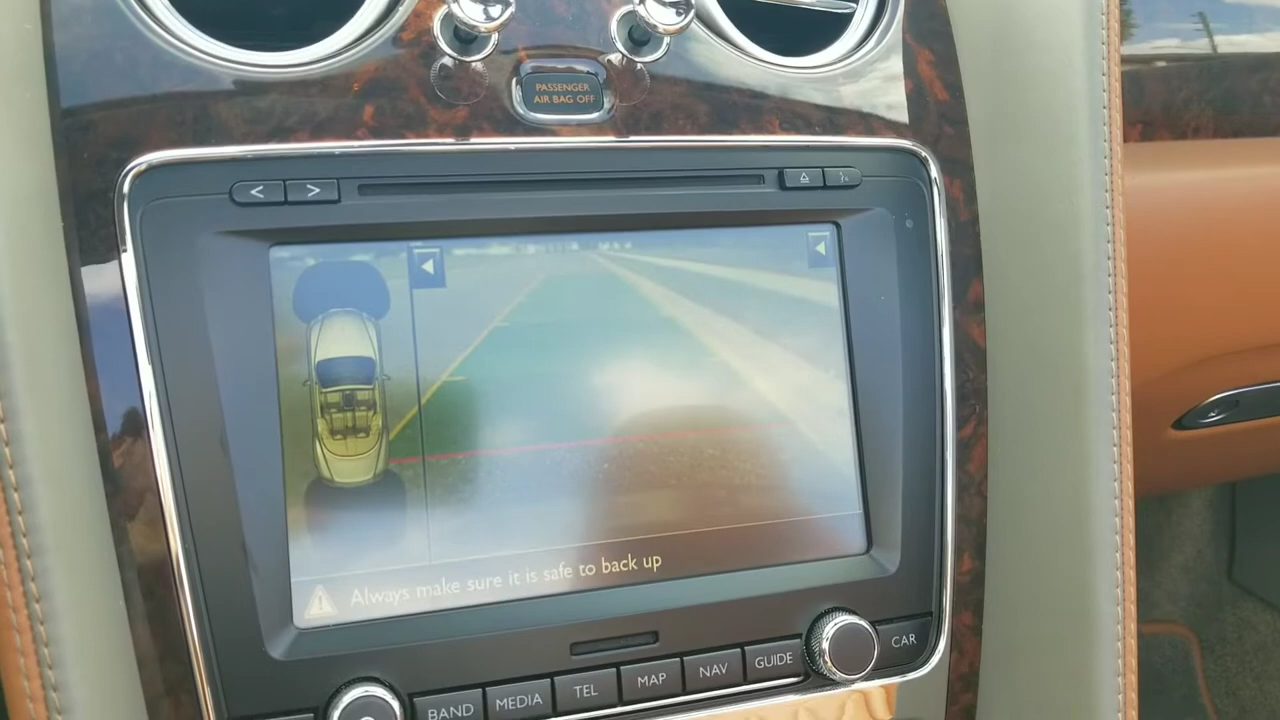 PASSENGER
AIR BAG OFF
Always make sure it is safe to back up
BAND
MEDIA
TEL
MAP
NAV
GUIDE
CAR